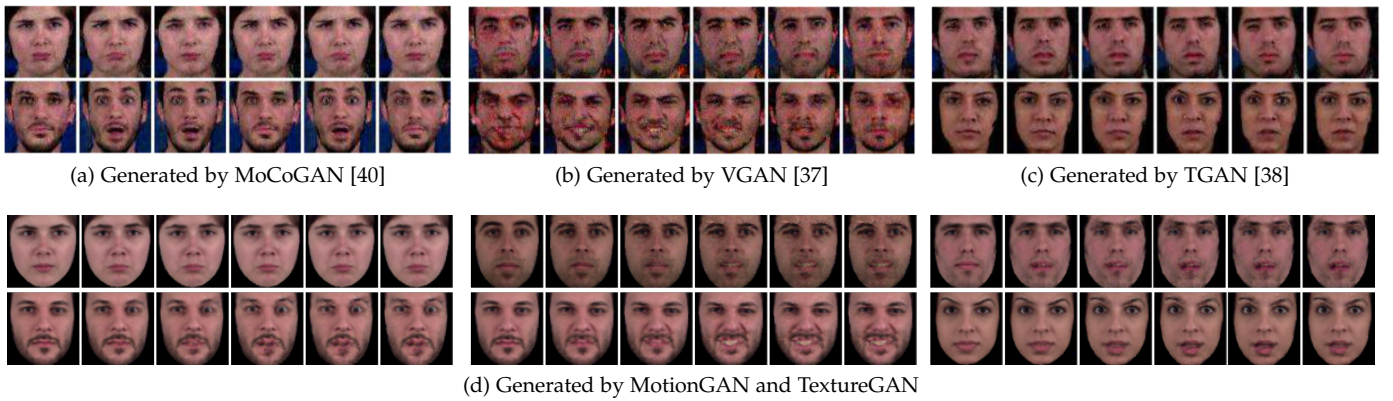 (a) Generated by MoCoGAN [40]
(b) Generated by VGAN [37]
(c) Generated by TGAN [38]
(d) Generated by MotionGAN and TextureGAN